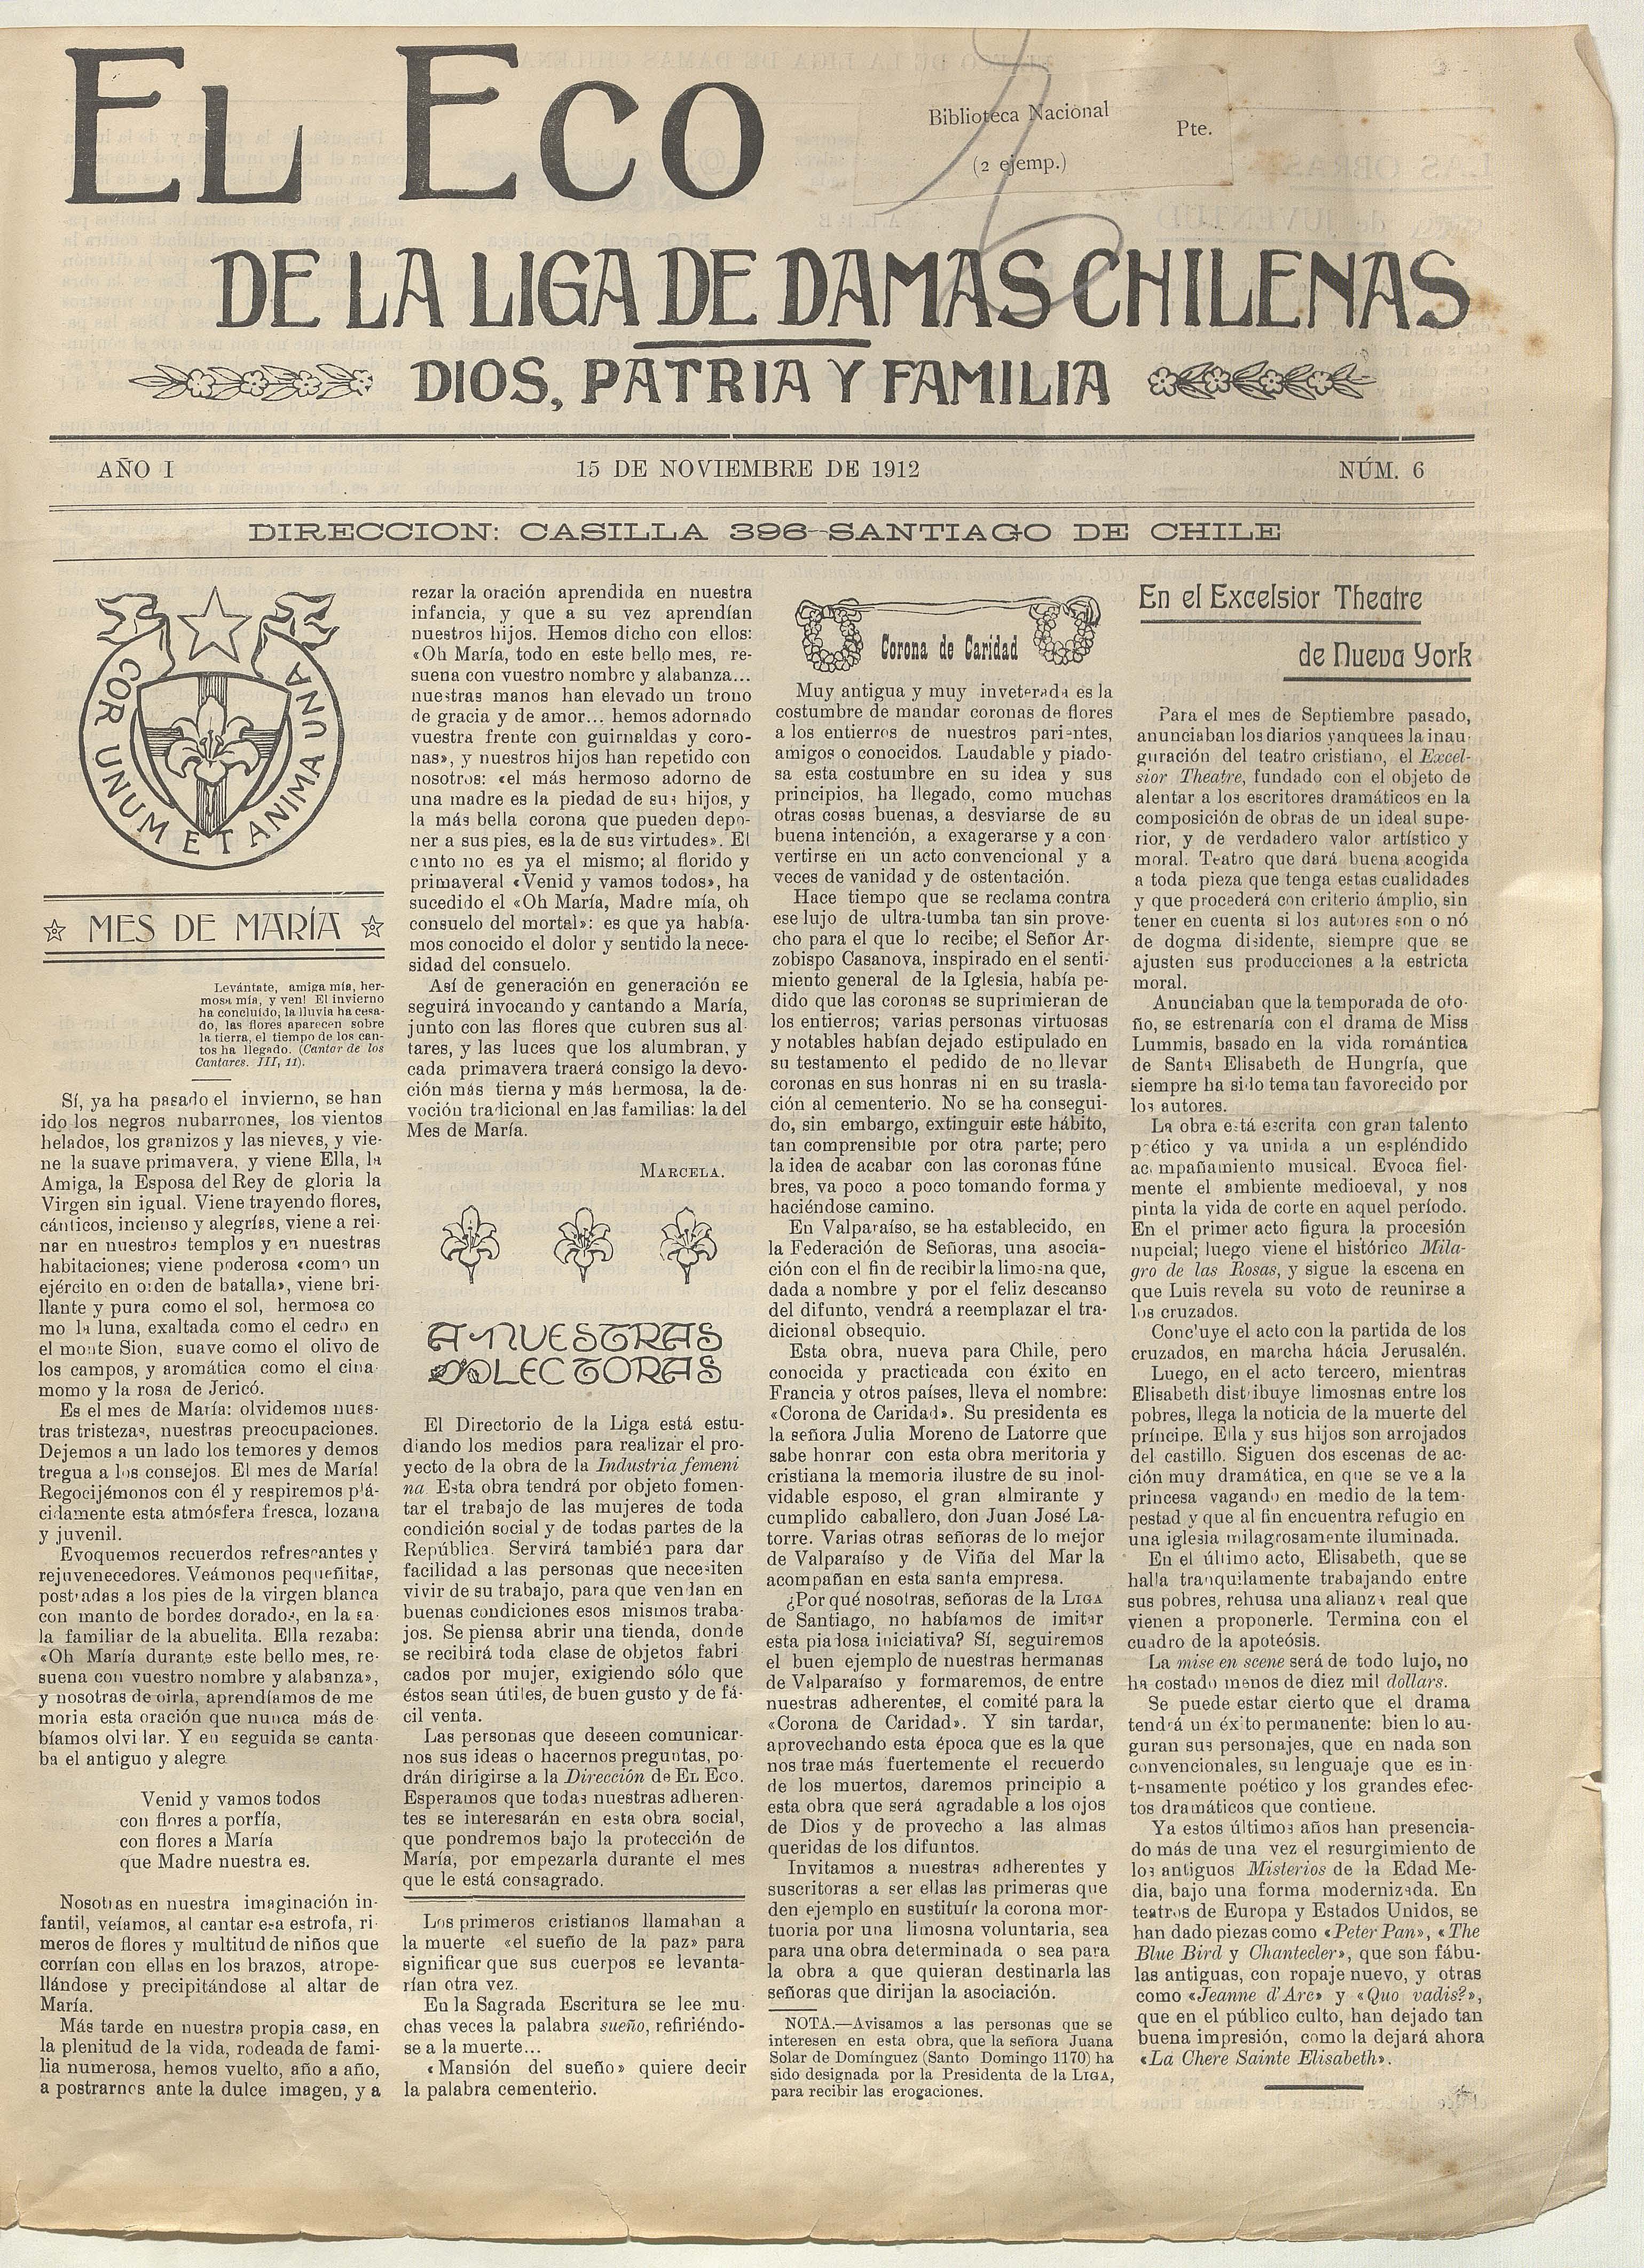 EL ECO
Biblioteca Nacional
Pte.
(2 ejemp.)
DE LA LIGA DE DAMAS CHILENAS
DIOS, PATRIA Y FAMILIA
AÑO I
15 DE NOVIEMBRE DE 1912
NÚM. 6
DIRECCION: CASILLA 396-SANTIAGO DE CHILE
COR UNUM ET ANIMA UNA
MES DE MARÍA
Levántate, amiga mía, her-
mosa mía, y ven! El invierno
ha concluído, la lluvia ha cesa-
do, las flores aparecen sobre
la tierra, el tiempo de los can-
tos ha llegado. (Cantar de los
Cantares. III, 11).
Sí, ya ha pasado el invierno, se han
ido los negros nubarrones, los vientos
helados, los granizos y las nieves, y vie-
ne la suave primavera, y viene Ella, la
Amiga, la Esposa del Rey de gloria la
Virgen sin igual. Viene trayendo flores,
cánticos, incienso y alegrías, viene a rei-
nar en nuestros templos y en nuestras
habitaciones; viene poderosa «como un
ejército en orden de batalla», viene bri-
llante y pura como el sol, hermosa co
mo la luna, exaltada como el cedro en
el monte Sion, suave como el olivo de
los campos, y aromática como el cina-
momo y la rosa de Jericó.
Es el mes de María: olvidemos nues-
tras tristezas, nuestras preocupaciones.
Dejemos a un lado los temores y demos
tregua a los consejos. El mes de María!
Regocijémonos con él y respiremos plá-
cidamente esta atmósfera fresca, lozana
y juvenil.
Evoquemos recuerdos refrescantes y
rejuvenecedores. Veámonos pequeñitas,
postradas a los pies de la virgen blanca
con manto de bordes dorados, en la sa-
la familiar de la abuelita. Ella rezaba:
«Oh María durante este bello mes, re-
suena con vuestro nombre y alabanza»,
y nosotras de oirla, aprendíamos de me
moria esta oración que nunca más de-
bíamos olvidar. Y en seguida se canta-
ba el antiguo y alegre
Venid y vamos todos
con flores a porfía,
con flores a María
que Madre nuestra es.
Nosotras en nuestra imaginación in-
fantil, veíamos, al cantar esa estrofa, ri-
meros de flores y multitud de niños que
corrían con ellas en los brazos, atrope-
llándose y precipitándose al altar de
María.
Más tarde en nuestra propia casa, en
la plenitud de la vida, rodeada de fami-
lia numerosa, hemos vuelto, año a año,
a postrarnos ante la dulce imagen, y a
rezar la oración aprendida en nuestra
infancia, y que a su vez aprendían
nuestros hijos. Hemos dicho con ellos:
«Oh María, todo en este bello mes, re-
suena con vuestro nombre y alabanza...
nuestras manos han elevado un trono
de gracia y de amor... hemos adornado
vuestra frente con guirnaldas y coro-
nas», y nuestros hijos han repetido con
nosotros: «el más hermoso adorno de
una madre es la piedad de sus hijos, y
la más bella corona que pueden depo-
ner a sus pies, es la de sus virtudes». El
canto no es ya el mismo; al florido y
primaveral «Venid y vamos todos», ha
sucedido el «Oh María, Madre mía, oh
consuelo del mortal»: es que ya había-
mos conocido el dolor y sentido la nece-
sidad del consuelo.
Así de generación en generación se
seguirá invocando y cantando a María,
junto con las flores que cubren sus al-
tares, y las luces que los alumbran, y
cada primavera traerá consigo la devo-
ción más tierna y más hermosa, la de-
voción tradicional en las familias: la del
Mes de María.
MARCELA.
A NUESTRAS
LECTORAS
El Directorio de la Liga está estu-
diando los medios para realizar el pro-
yecto de la obra de la Industria femeni
na. Esta obra tendrá por objeto fomen-
tar el trabajo de las mujeres de toda
condición social y de todas partes de la
República. Servirá también para dar
facilidad a las personas que necesiten
vivir de su trabajo, para que vendan en
buenas condiciones esos mismos traba-
jos. Se piensa abrir una tienda, donde
se recibirá toda clase de objetos fabri
cados por mujer, exigiendo sólo que
éstos sean útiles, de buen gusto y de fá-
cil venta.
Las personas que deseen comunicar-
nos sus ideas o hacernos preguntas, po-
drán dirigirse a la Dirección de EL ECO.
Esperamos que todas nuestras adheren-
tes se interesarán en esta obra social,
que pondremos bajo la protección de
María, por empezarla durante el mes
que le está consagrado.
Los primeros cristianos llamaban a
la muerte «el sueño de la paz» para
significar que sus cuerpos se levanta-
rían otra vez.
En la Sagrada Escritura se lee mu-
chas veces la palabra sueño, refiriéndo-
se a la muerte...
«Mansión del sueño» quiere decir
la palabra cementerio.
Corona de Caridad
Muy antigua y muy inveterada es la
costumbre de mandar coronas de flores
a los entierros de nuestros parientes,
amigos o conocidos. Laudable y piado-
sa esta costumbre en su idea y sus
principios, ha llegado, como muchas
otras cosas buenas, a desviarse de su
buena intención, a exagerarse y a con-
vertirse en un acto convencional y a
veces de vanidad y de ostentación.
Hace tiempo que se reclama contra
ese lujo de ultra-tumba tan sin prove-
cho para el que lo recibe; el Señor Ar-
zobispo Casanova, inspirado en el senti-
miento general de la Iglesia, había pe-
dido que las coronas se suprimieran de
los entierros; varias personas virtuosas
y notables habían dejado estipulado en
su testamento el pedido de no llevar
coronas en sus honras ni en su trasla-
ción al cementerio. No se ha consegui-
do, sin embargo, extinguir este hábito,
tan comprensible por otra parte; pero
la idea de acabar con las coronas fúne
bres, va poco a poco tomando forma y
haciéndose camino.
En Valparaíso, se ha establecido, en
la Federación de Señoras, una asocia-
ción con el fin de recibir la limosna que,
dada a nombre y por el feliz descanso
del difunto, vendrá a reemplazar el tra-
dicional obsequio.
Esta obra, nueva para Chile, pero
conocida y practicada con éxito en
Francia y otros países, lleva el nombre:
«Corona de Caridad». Su presidenta es
la señora Julia Moreno de Latorre que
sabe honrar con esta obra meritoria y
cristiana la memoria ilustre de su inol-
vidable esposo, el gran almirante y
cumplido caballero, don Juan José La-
torre. Varias otras señoras de lo mejor
de Valparaíso y de Viña del Mar la
acompañan en esta santa empresa.
¿Por qué nosotras, señoras de la LIGA
de Santiago, no habíamos de imitar
esta piadosa iniciativa? Sí, seguiremos
el buen ejemplo de nuestras hermanas
de Valparaíso y formaremos, de entre
nuestras adherentes, el comité para la
«Corona de Caridad». Y sin tardar,
aprovechando esta época que es la que
nos trae más fuertemente el recuerdo
de los muertos, daremos principio a
esta obra que será agradable a los ojos
de Dios y de provecho a las almas
queridas de los difuntos.
Invitamos a nuestras adherentes y
suscritoras a ser ellas las primeras que
den ejemplo en sustituír la corona mor-
tuoria por una limosna voluntaria, sea
para una obra determinada o sea para
la obra a que quieran destinarla las
señoras que dirijan la asociación.
NOTA.—Avisamos a las personas que se
interesen en esta obra, que la señora Juana
Solar de Domínguez (Santo Domingo 1170) ha
sido designada por la Presidenta de la LIGA,
para recibir las erogaciones.
En el Excelsior Theatre
de Nueva York
Para el mes de Septiembre pasado,
anunciaban los diarios yanquees la inau-
guración del teatro cristiano, el Excel-
sior Theatre, fundado con el objeto de
alentar a los escritores dramáticos en la
composición de obras de un ideal supe-
rior, y de verdadero valor artístico y
moral. Teatro que dará buena acogida
a toda pieza que tenga estas cualidades
y que procederá con criterio ámplio, sin
tener en cuenta si los autores son o nó
de dogma disidente, siempre que se
ajusten sus producciones a la estricta
moral.
Anunciaban que la temporada de oto-
ño, se estrenaría con el drama de Miss
Lummis, basado en la vida romántica
de Santa Elisabeth de Hungría, que
siempre ha sido tema tan favorecido por
los autores.
La obra está escrita con gran talento
poético y va unida a un espléndido
acompañamiento musical. Evoca fiel-
mente el ambiente medioeval, y nos
pinta la vida de corte en aquel período.
En el primer acto figura la procesión
nupcial; luego viene el histórico Mila-
gro de las Rosas, y sigue la escena en
que Luis revela su voto de reunirse a
los cruzados.
Concluye el acto con la partida de los
cruzados, en marcha hácia Jerusalén.
Luego, en el acto tercero, mientras
Elisabeth distribuye limosnas entre los
pobres, llega la noticia de la muerte del
príncipe. Ella y sus hijos son arrojados
del castillo. Siguen dos escenas de ac-
ción muy dramática, en que se ve a la
princesa vagando en medio de la tem-
pestad y que al fin encuentra refugio en
una iglesia milagrosamente iluminada.
En el último acto, Elisabeth, que se
halla tranquilamente trabajando entre
sus pobres, rehusa una alianza real que
vienen a proponerle. Termina con el
cuadro de la apoteósis.
La mise en scene será de todo lujo, no
ha costado menos de diez mil dollars.
Se puede estar cierto que el drama
tendrá un éxito permanente: bien lo au-
guran sus personajes, que en nada son
convencionales, su lenguaje que es in-
tensamente poético y los grandes efec-
tos dramáticos que contiene.
Ya estos últimos años han presencia-
do más de una vez el resurgimiento de
los antiguos Misterios de la Edad Me-
dia, bajo una forma modernizada. En
teatros de Europa y Estados Unidos, se
han dado piezas como «Peter Pan», «The
Blue Bird y Chantecler», que son fábu-
las antiguas, con ropaje nuevo, y otras
como «Jeanne d'Arc» y «Quo vadis?»,
que en el público culto, han dejado tan
buena impresión, como la dejará ahora
«La Chere Sainte Elisabeth».